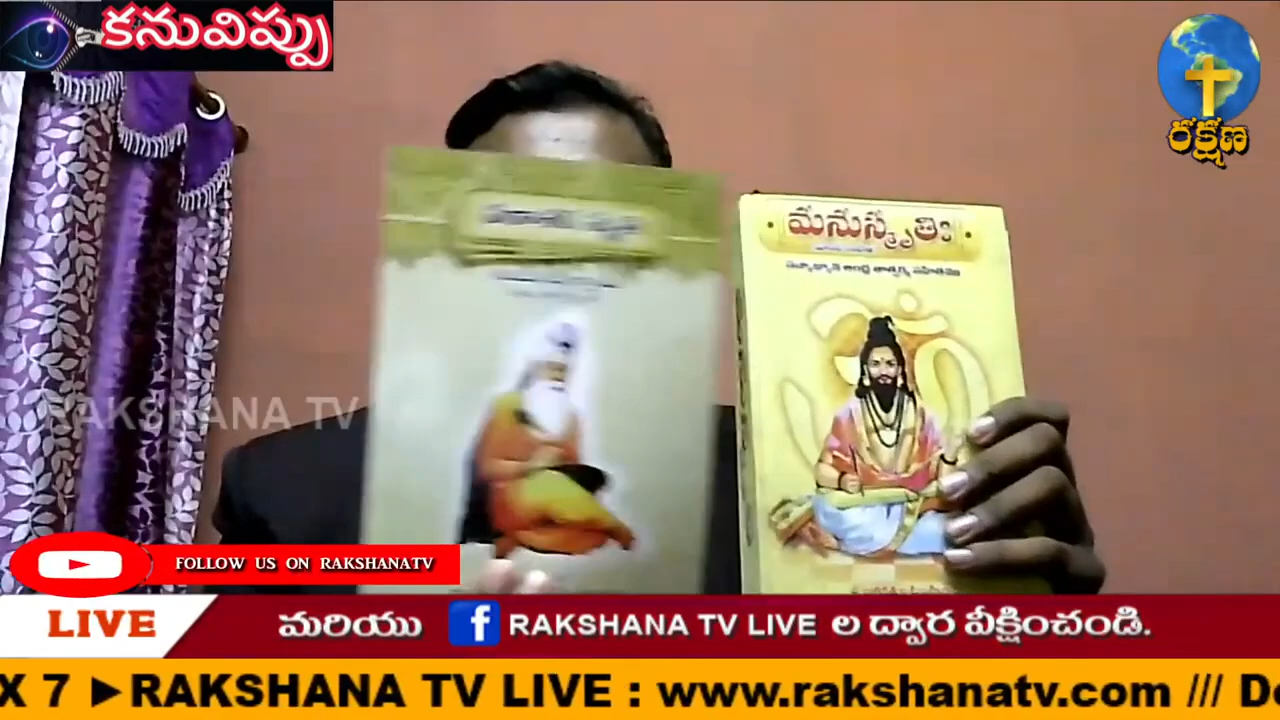 కనువిప్పు
రక్షణ
మనుస్మృతిః
RAKSHANA TV
FOLLOW US ON RAKSHANATV
LIVE
మరియు f RAKSHANA TV LIVE ల ద్వార వీక్షించండి.
X 7 ►RAKSHANA TV LIVE : www.rakshanatv.com /// De